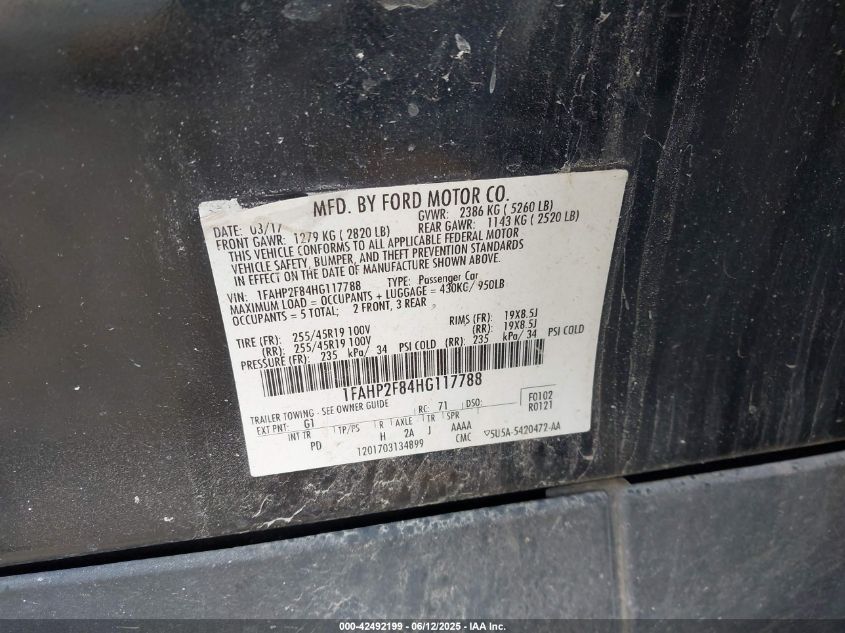 MFD. BY FORD MOTOR CO.
DATE: 03/17 GVWR: 2386 KG ( 5260 LB)
FRONT GAWR: 1279 KG ( 2820 LB) REAR GAWR: 1143 KG ( 2520 LB)
THIS VEHICLE CONFORMS TO ALL APPLICABLE FEDERAL MOTOR
VEHICLE SAFETY, BUMPER, AND THEFT PREVENTION STANDARDS
IN EFFECT ON THE DATE OF MANUFACTURE SHOWN ABOVE.
VIN: 1FAHP2F84HG117788 TYPE: Passenger Car
MAXIMUM LOAD = OCCUPANTS + LUGGAGE = 430KG/ 950LB
OCCUPANTS = 5 TOTAL; 2 FRONT, 3 REAR
TIRE (FR): 255/45R19 100V RIMS (FR): 19X8.5J
(RR): 255/45R19 100V (RR): 19X8.5J
PRESSURE (FR): 235 kPa/ 34 PSI COLD (RR): 235 kPa/ 34 PSI COLD
1FAHP2F84HG117788
TRAILER TOWING - SEE OWNER GUIDE
EXT PNT: G1 RC: 71 DSO: F0102
R0121
INT TR TP/PS R AXLE TR SPR
PD H 2A J AAAA
1201703134899 CMC ▽5U5A-5420472-AA
000-42492199 - 06/12/2025 - IAA Inc.